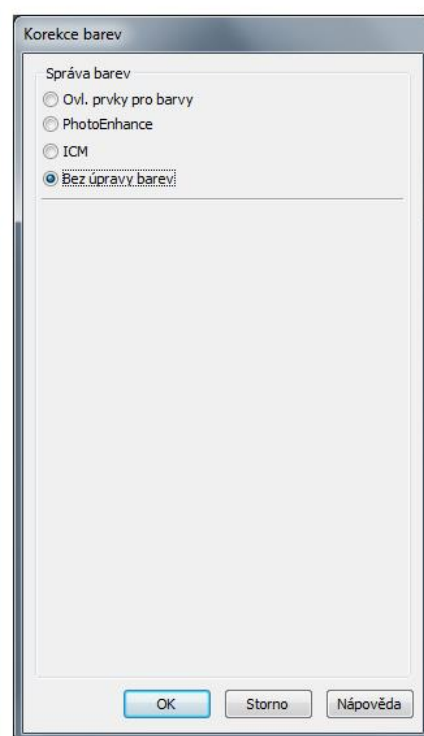 Korekce barev
Správa barev
Ovl. prvky pro barvy
PhotoEnhance
ICM
Bez úpravy barev
OK Storno Nápověda